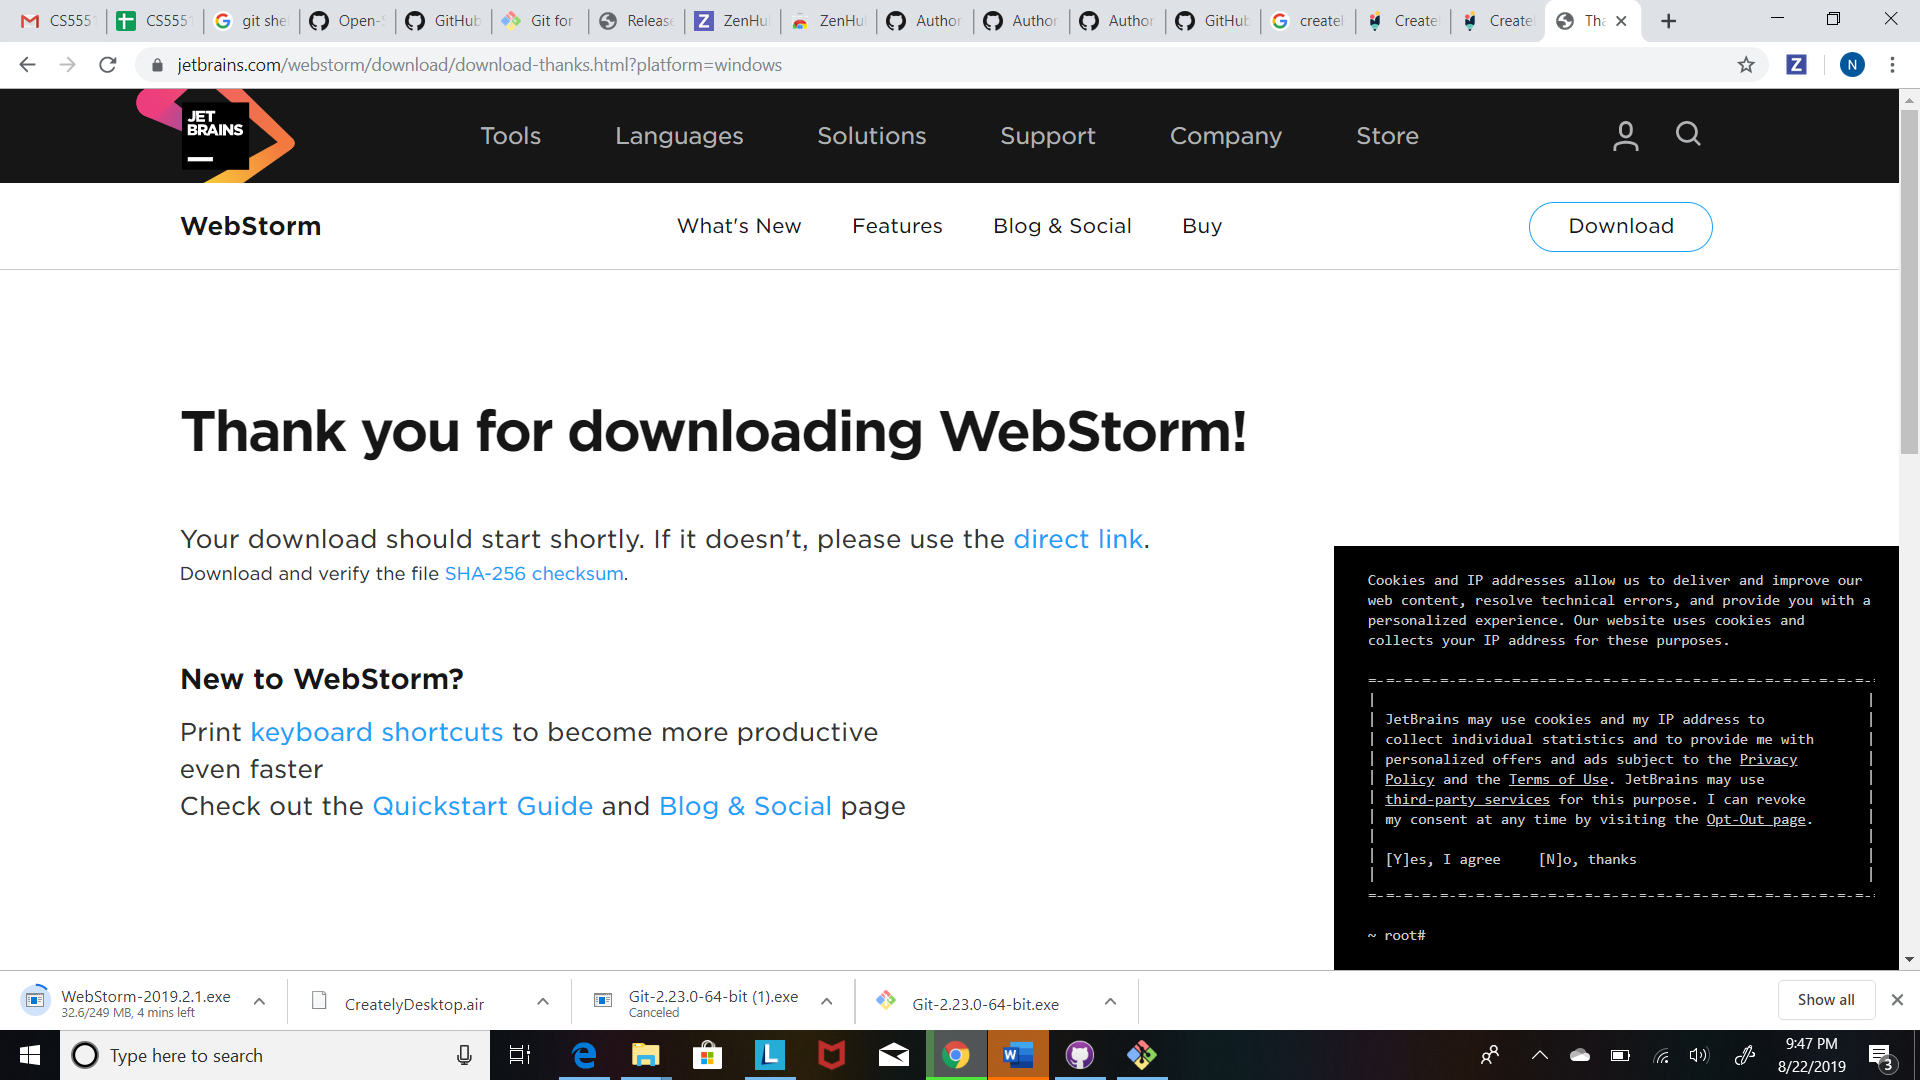 CS5551
CS5551
git she
Open-S
GitHub
Git for
Release
ZenHu
ZenHu
Author
Author
Author
GitHub
createl
Create
Create
Tha
jetbrains.com/webstorm/download/download-thanks.html?platform=windows
Z
N
JET
BRAINS
Tools
Languages
Solutions
Support
Company
Store
WebStorm
What's New
Features
Blog & Social
Buy
Download
Thank you for downloading WebStorm!
Your download should start shortly. If it doesn't, please use the direct link.
Download and verify the file SHA-256 checksum.
New to WebStorm?
Print keyboard shortcuts to become more productive
even faster
Check out the Quickstart Guide and Blog & Social page
Cookies and IP addresses allow us to deliver and improve our
web content, resolve technical errors, and provide you with a
personalized experience. Our website uses cookies and
collects your IP address for these purposes.
JetBrains may use cookies and my IP address to
collect individual statistics and to provide me with
personalized offers and ads subject to the Privacy
Policy and the Terms of Use. JetBrains may use
third-party services for this purpose. I can revoke
my consent at any time by visiting the Opt-Out page.
[Y]es, I agree [N]o, thanks
~ root#
WebStorm-2019.2.1.exe
32.6/249 MB, 4 mins left
CreatelyDesktop.air
Git-2.23.0-64-bit (1).exe
Canceled
Git-2.23.0-64-bit.exe
Show all
Type here to search
9:47 PM
8/22/2019
3